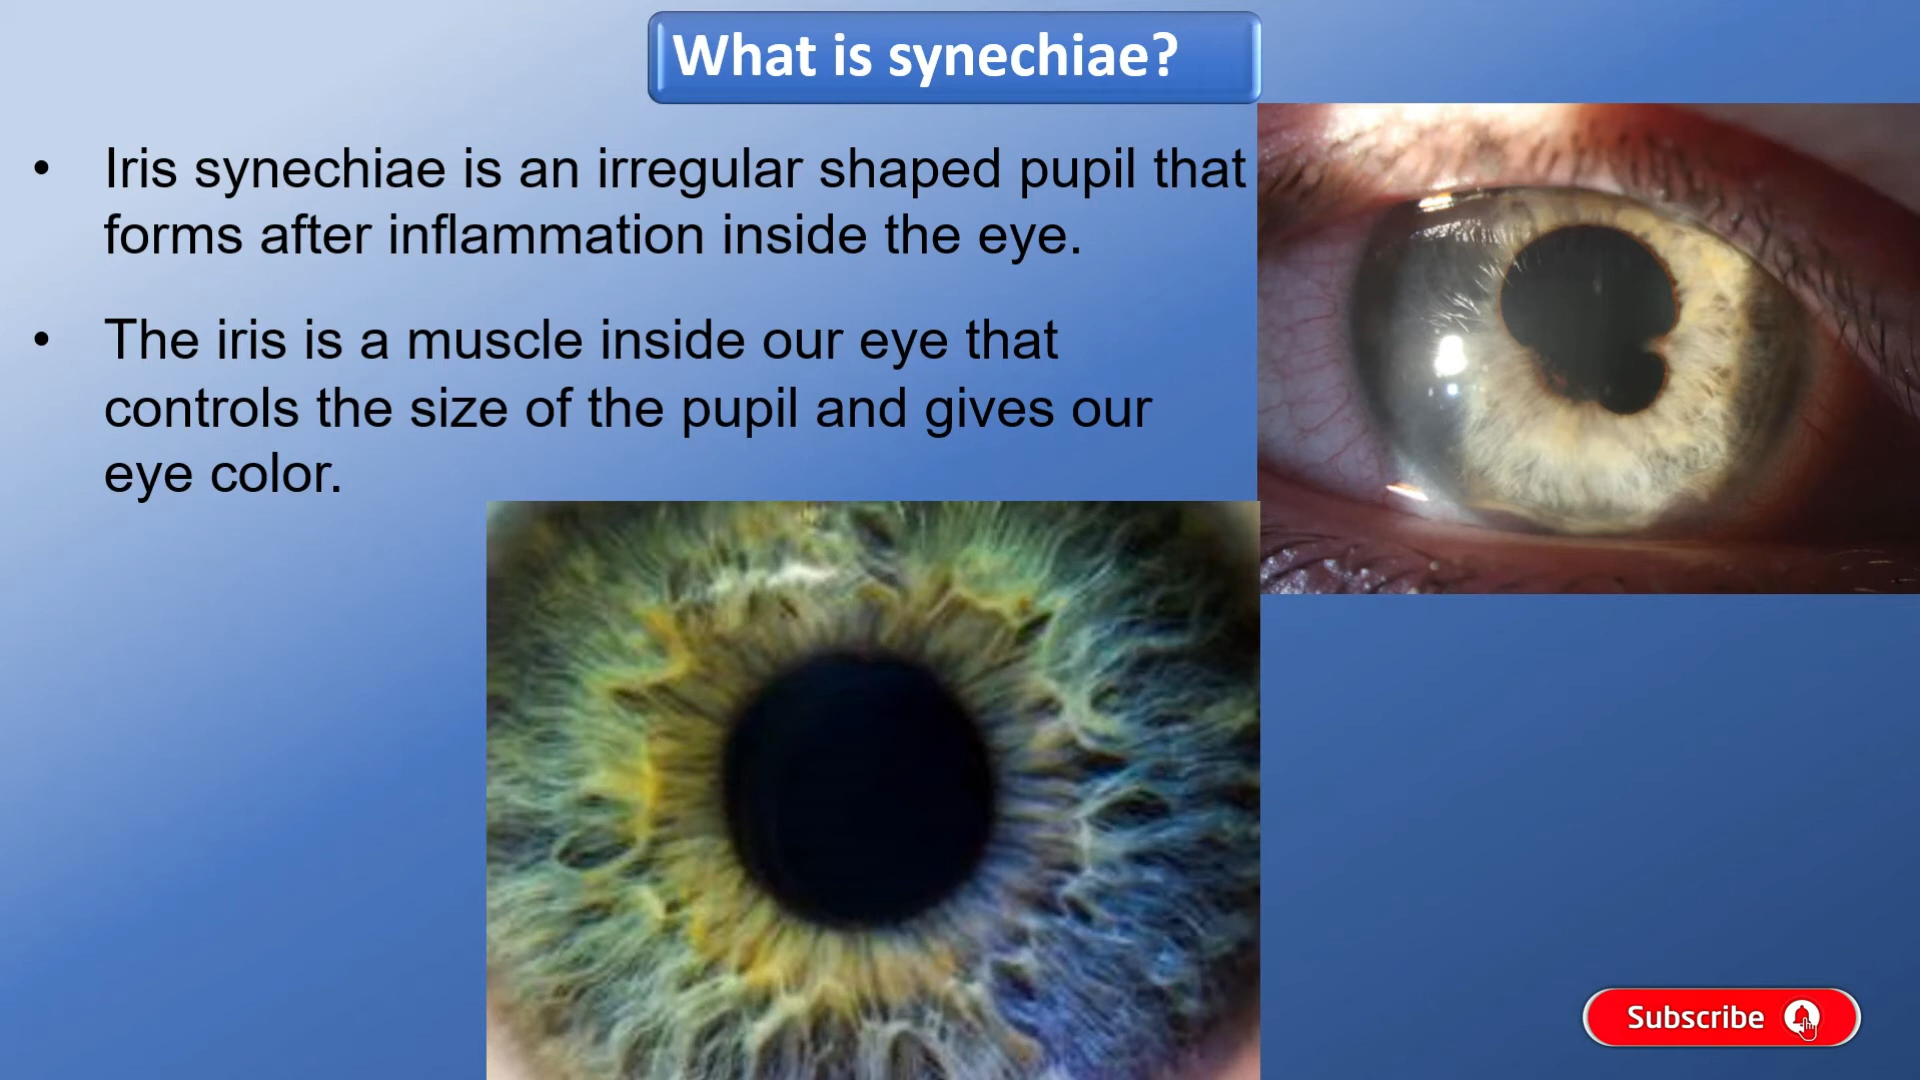 What is synechiae?
• Iris synechiae is an irregular shaped pupil that
forms after inflammation inside the eye.
• The iris is a muscle inside our eye that
controls the size of the pupil and gives our
eye color.
Subscribe